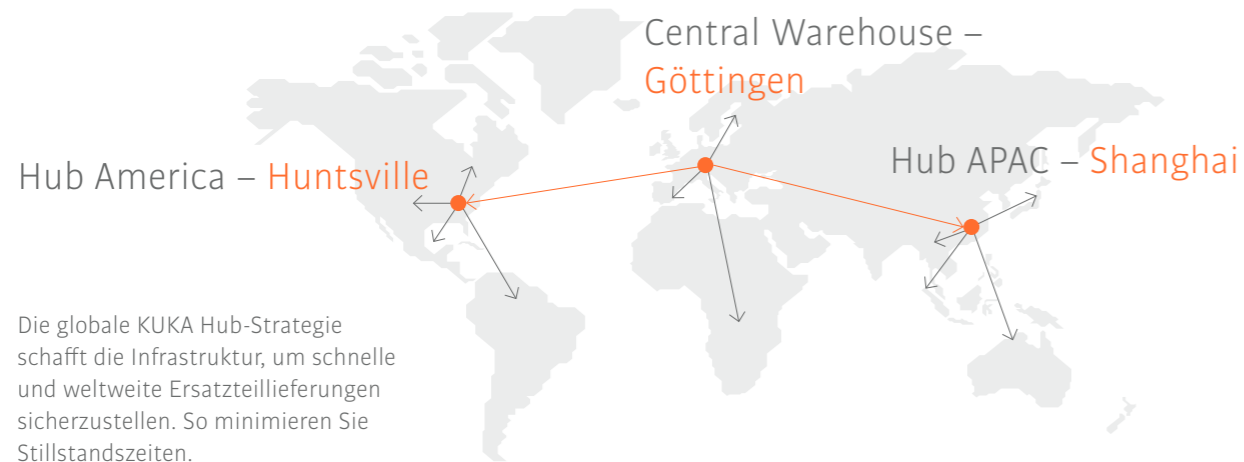 Central Warehouse –
Göttingen
Hub America – Huntsville
Hub APAC – Shanghai
Die globale KUKA Hub-Strategie
schafft die Infrastruktur, um schnelle
und weltweite Ersatzteillieferungen
sicherzustellen. So minimieren Sie
Stillstandszeiten.